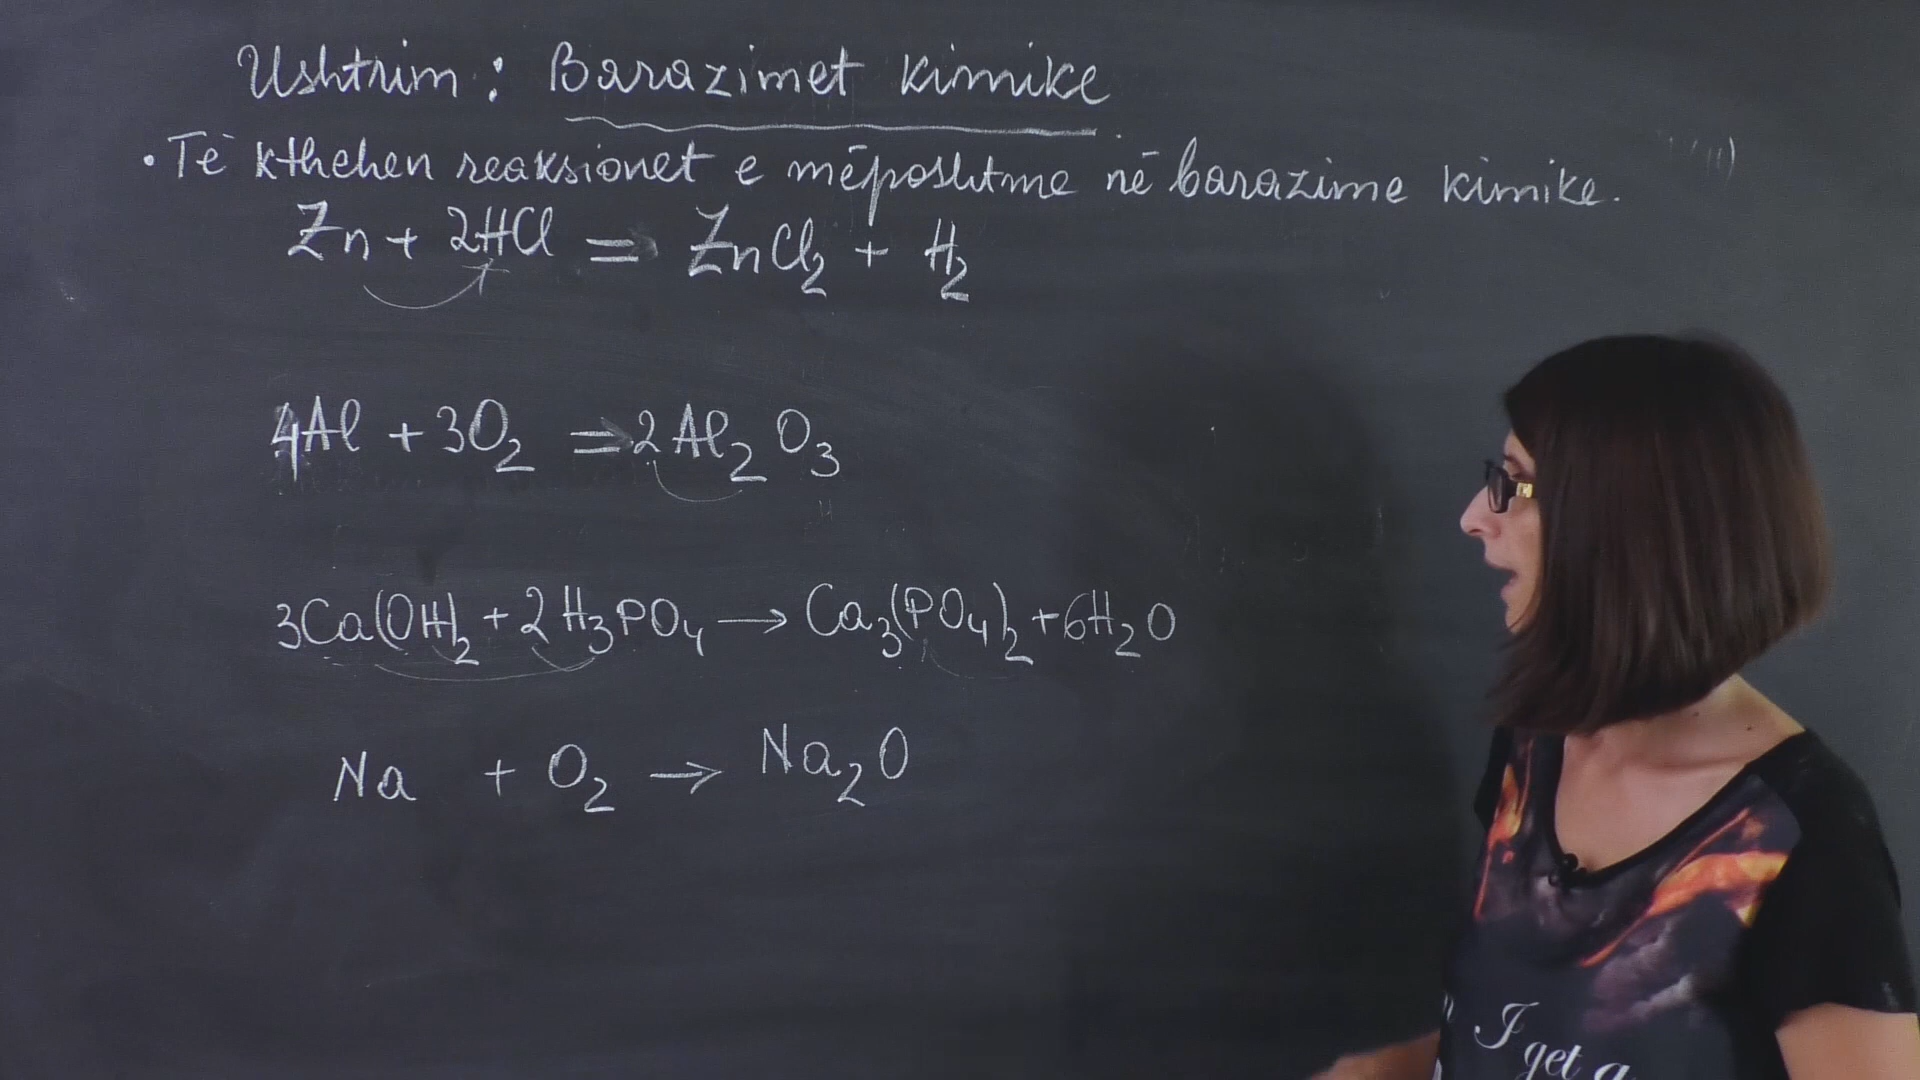 Ushtrim: Barazimet kimike
• Të kthehen reaksionet e mëposhtme në barazime kimike.
Zn + 2HCl => ZnCl₂ + H₂
4Al + 3O₂ => 2Al₂O₃
3Ca(OH)₂ + 2H₃PO₄ → Ca₃(PO₄)₂ + 6H₂O
Na + O₂ → Na₂O
I get a